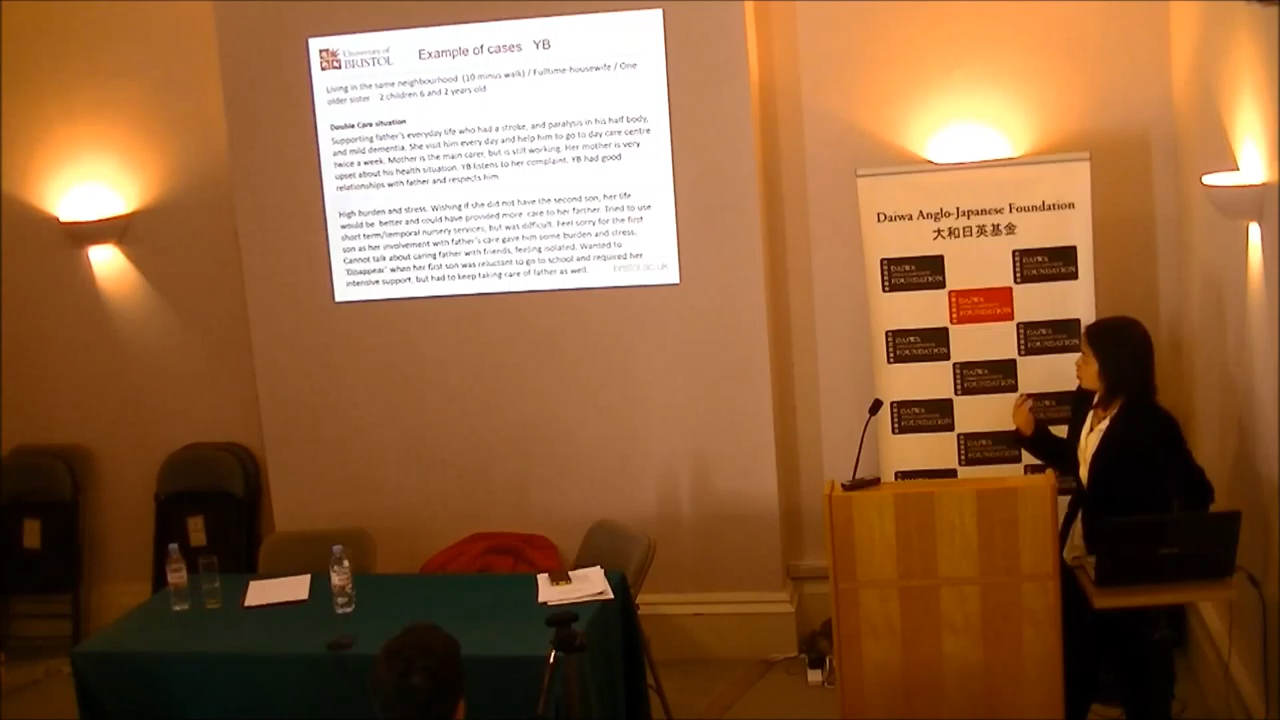 University of
BRISTOL
Example of cases YB
Living in the same neighbourhood (10 minus walk) / Fulltime housewife / One
older sister 2 children 6 and 2 years old
Double Care situation
Supporting father's everyday life who had a stroke, and paralysis in his half body,
and mild dementia. She visit him every day and help him to go to day care centre
twice a week. Mother is the main carer, but is still working. Her mother is very
upset about his health situation. YB listens to her complaint. YB had good
relationships with father and respects him.
High burden and stress. Wishing if she did not have the second son, her life
would be better and could have provided more care to her farther. Tried to use
short term/temporal nursery services, but was difficult. Feel sorry for the first
son as her involvement with father's care gave him some burden and stress.
Cannot talk about caring father with friends, feeling isolated. Wanted to
"Disappear" when her first son was reluctant to go to school and required her
intensive support, but had to keep taking care of father as well.
bristol.ac.uk
Daiwa Anglo-Japanese Foundation
大和日英基金
DAIWA
FOUNDATION
DAIWA
FOUNDATION
DAIWA
FOUNDATION
DAIWA
FOUNDATION
DAIWA
FOUNDATION
DAIWA
FOUNDATION
DAIWA
FOUNDATION
DAIWA
DAIWA
FOUNDATION